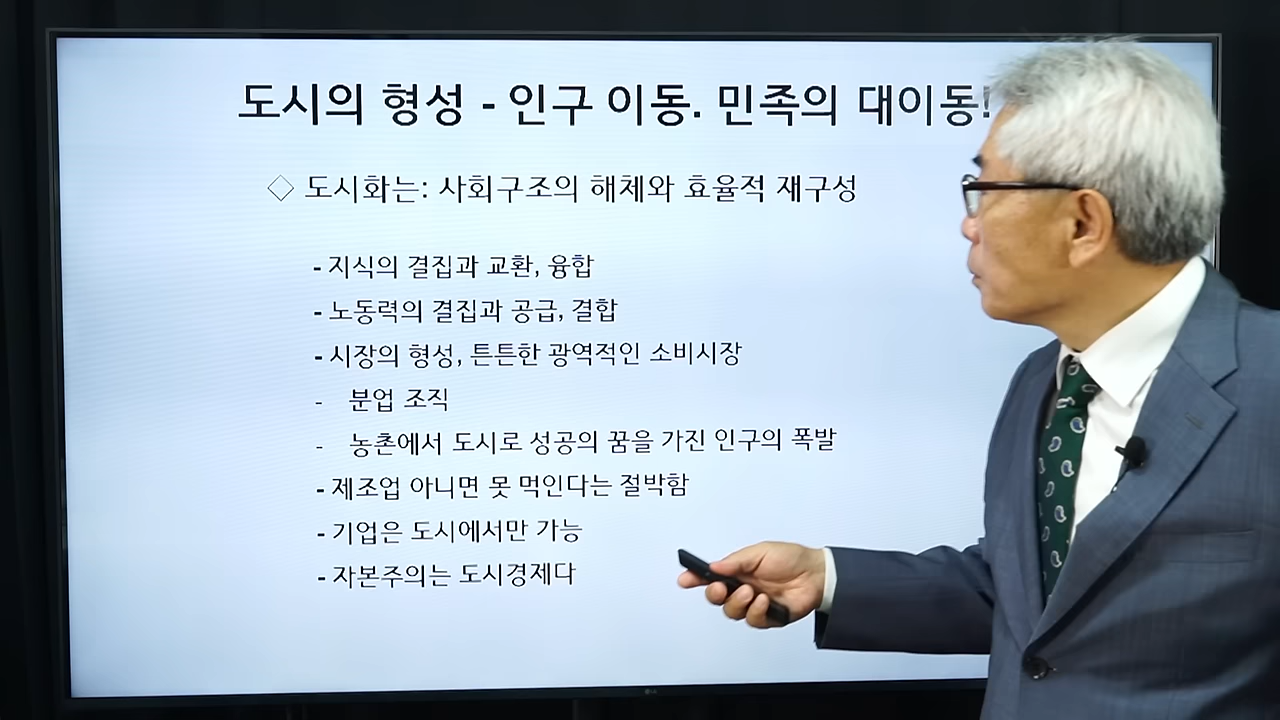 도시의 형성 - 인구 이동. 민족의 대이동!
◇ 도시화는: 사회구조의 해체와 효율적 재구성
- 지식의 결집과 교환, 융합
- 노동력의 결집과 공급, 결합
- 시장의 형성, 튼튼한 광역적인 소비시장
- 분업 조직
- 농촌에서 도시로 성공의 꿈을 가진 인구의 폭발
- 제조업 아니면 못 먹인다는 절박함
- 기업은 도시에서만 가능
- 자본주의는 도시경제다
LG